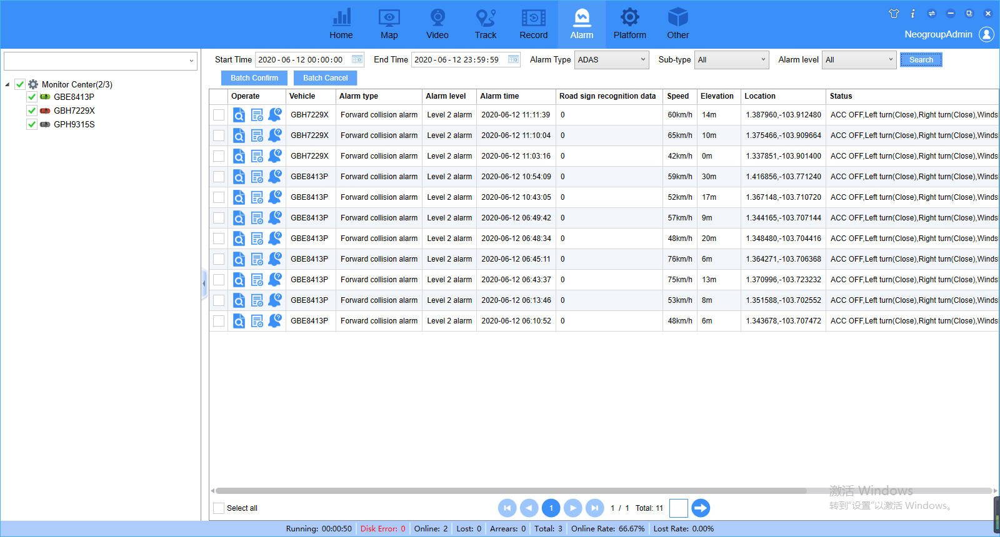 Home Map Video Track Record Alarm Platform Other
NeogroupAdmin
Start Time 2020-06-12 00:00:00 End Time 2020-06-12 23:59:59 Alarm Type ADAS Sub-type All Alarm level All Search
Batch Confirm Batch Cancel
Monitor Center(2/3)
GBE8413P
GBH7229X
GPH9315S
Operate Vehicle Alarm type Alarm level Alarm time Road sign recognition data Speed Elevation Location Status
GBH7229X Forward collision alarm Level 2 alarm 2020-06-12 11:11:39 0 60km/h 14m 1.387960,-103.912480 ACC OFF,Left turn(Close),Right turn(Close),Winds
GBH7229X Forward collision alarm Level 2 alarm 2020-06-12 11:10:04 0 65km/h 10m 1.375466,-103.909664 ACC OFF,Left turn(Close),Right turn(Close),Winds
GBH7229X Forward collision alarm Level 2 alarm 2020-06-12 11:03:16 0 42km/h 0m 1.337851,-103.901400 ACC OFF,Left turn(Close),Right turn(Close),Winds
GBE8413P Forward collision alarm Level 2 alarm 2020-06-12 10:54:09 0 59km/h 30m 1.416856,-103.771240 ACC OFF,Left turn(Close),Right turn(Close),Winds
GBE8413P Forward collision alarm Level 2 alarm 2020-06-12 10:43:05 0 52km/h 17m 1.367148,-103.710720 ACC OFF,Left turn(Close),Right turn(Close),Winds
GBE8413P Forward collision alarm Level 2 alarm 2020-06-12 06:49:42 0 57km/h 9m 1.344165,-103.707144 ACC OFF,Left turn(Close),Right turn(Close),Winds
GBE8413P Forward collision alarm Level 2 alarm 2020-06-12 06:48:34 0 48km/h 20m 1.348480,-103.704416 ACC OFF,Left turn(Close),Right turn(Close),Winds
GBE8413P Forward collision alarm Level 2 alarm 2020-06-12 06:45:11 0 76km/h 6m 1.364271,-103.706368 ACC OFF,Left turn(Close),Right turn(Close),Winds
GBE8413P Forward collision alarm Level 2 alarm 2020-06-12 06:43:37 0 75km/h 13m 1.370996,-103.723232 ACC OFF,Left turn(Close),Right turn(Close),Winds
GBE8413P Forward collision alarm Level 2 alarm 2020-06-12 06:13:46 0 53km/h 8m 1.351588,-103.702552 ACC OFF,Left turn(Close),Right turn(Close),Winds
GBE8413P Forward collision alarm Level 2 alarm 2020-06-12 06:10:52 0 48km/h 6m 1.343678,-103.707472 ACC OFF,Left turn(Close),Right turn(Close),Winds
激活 Windows
转到"设置"以激活 Windows。
Select all 1 1 / 1 Total: 11
Running: 00:00:50 Disk Error: 0 Online: 2 Lost: 0 Arrears: 0 Total: 3 Online Rate: 66.67% Lost Rate: 0.00%